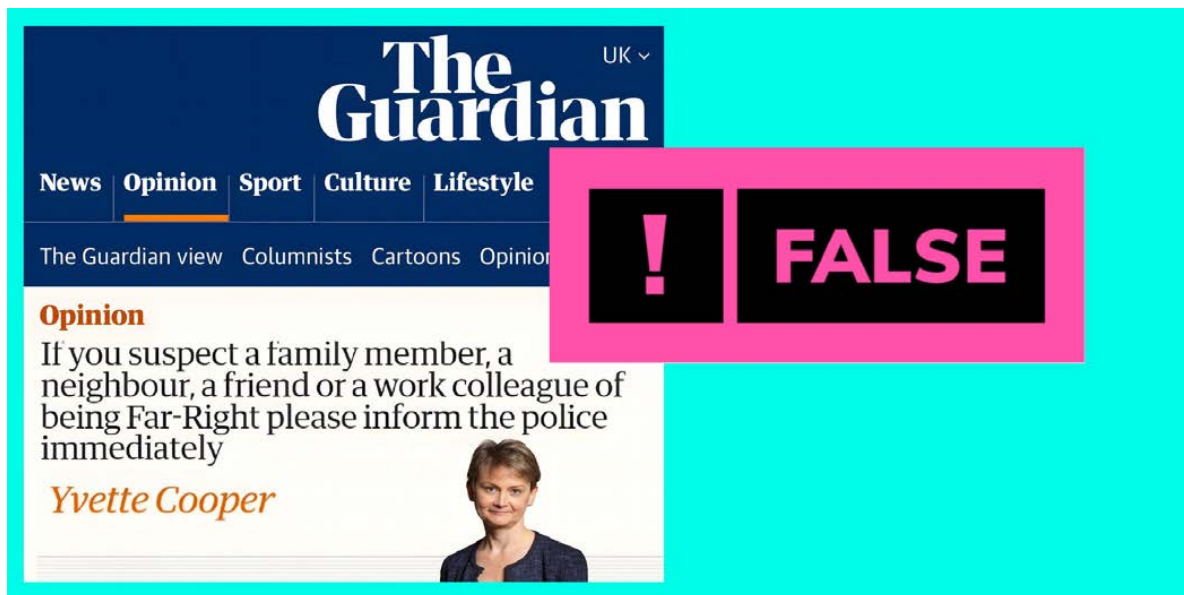 The
Guardian
UK
News Opinion Sport Culture Lifestyle
The Guardian view Columnists Cartoons
! FALSE
Opinion
If you suspect a family member, a
neighbour, a friend or a work colleague of
being Far-Right please inform the police
immediately
Yvette Cooper